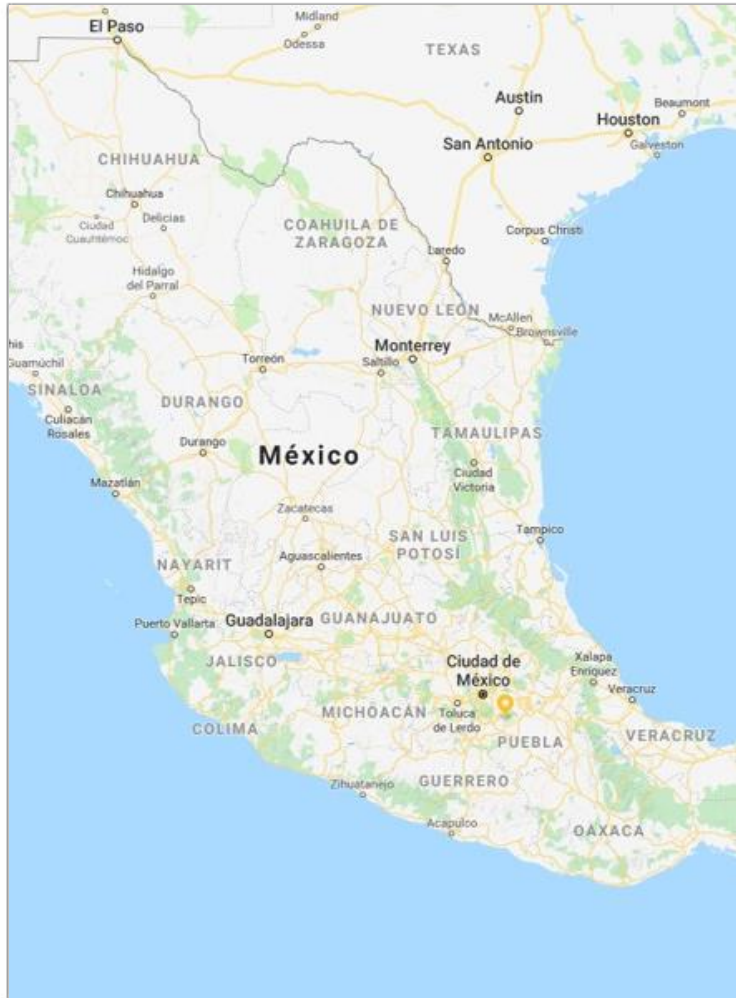 Midland
El Paso
Odessa
TEXAS
Austin
Beaumont
Houston
San Antonio
Galveston
CHIHUAHUA
Chihuahua
Delicias
Ciudad
Cuauhtémoc
COAHUILA DE
ZARAGOZA
Corpus Christi
Laredo
Hidalgo
del Parral
NUEVO LEÓN
McAllen
Brownsville
his
Guamúchil
Monterrey
Torreón
Saltillo
SINALOA
DURANGO
Culiacán
Rosales
TAMAULIPAS
Durango
México
Ciudad
Victoria
Mazatlán
Zacatecas
SAN LUIS
POTOSÍ
Tampico
Aguascalientes
NAYARIT
Tepic
Puerto Vallarta
Guadalajara
GUANAJUATO
JALISCO
Ciudad de
México
Xalapa
Enríquez
Veracruz
MICHOACÁN
Toluca
de Lerdo
COLIMA
PUEBLA
VERACRUZ
GUERRERO
Zihuatanejo
Acapulco
OAXACA